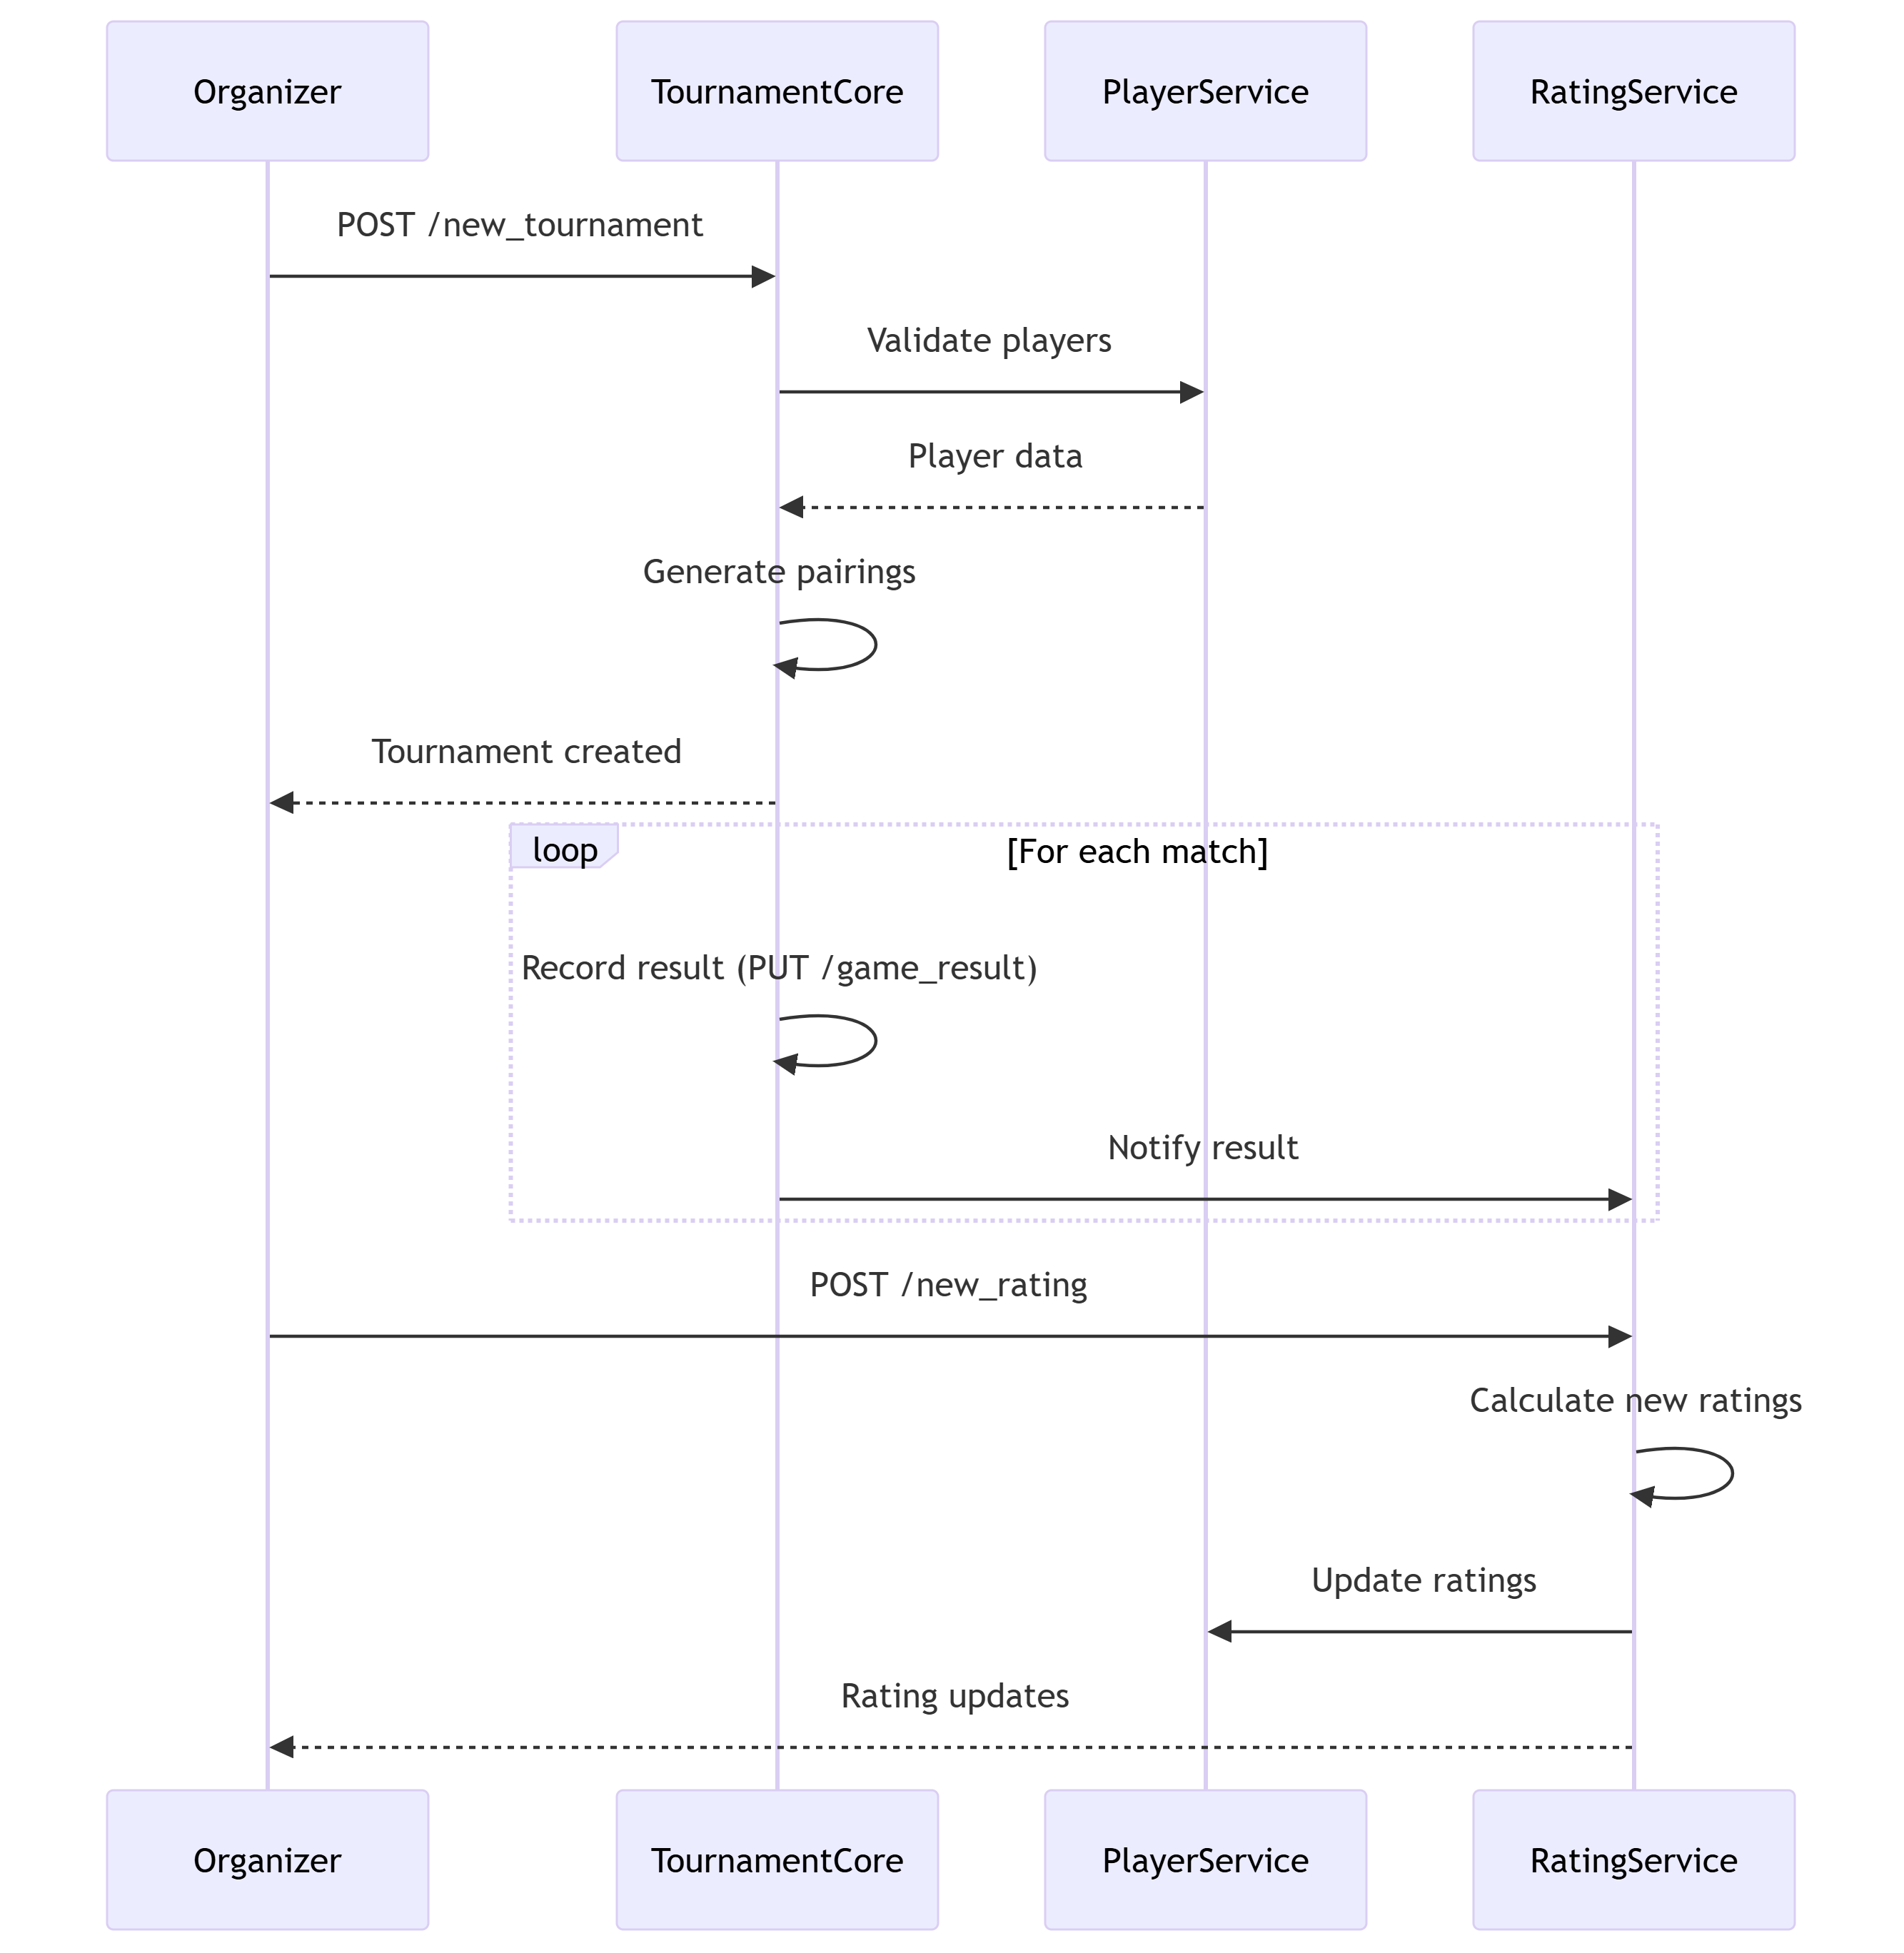 Organizer
TournamentCore
PlayerService
RatingService
POST /new_tournament
Validate players
Player data
Generate pairings
Tournament created
loop
[For each match]
Record result (PUT /game_result)
Notify result
POST /new_rating
Calculate new ratings
Update ratings
Rating updates
Organizer
TournamentCore
PlayerService
RatingService